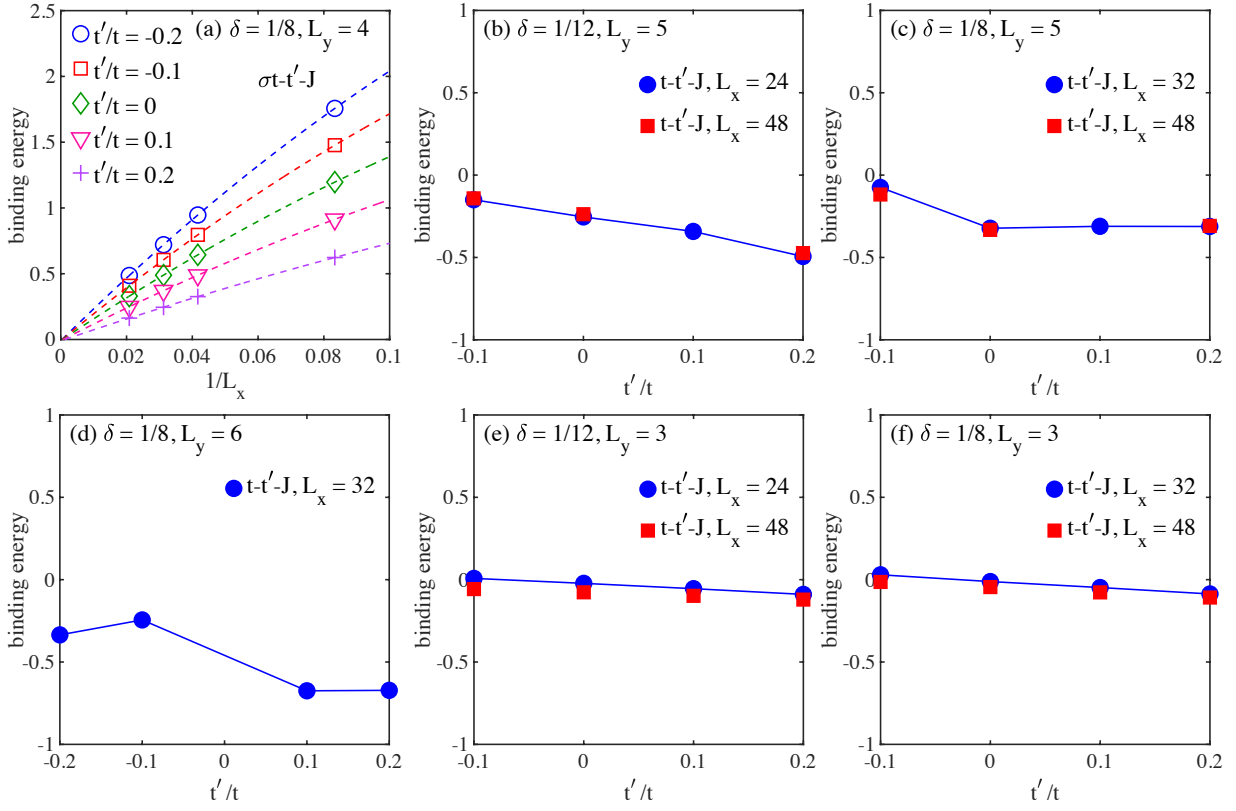 (a) δ = 1/8, L_y = 4
t′/t = -0.2
t′/t = -0.1
t′/t = 0
t′/t = 0.1
t′/t = 0.2
σt-t′-J
binding energy
2.5
2
1.5
1
0.5
0
0 0.02 0.04 0.06 0.08 0.1
1/L_x
(b) δ = 1/12, L_y = 5
t-t′-J, L_x = 24
t-t′-J, L_x = 48
binding energy
1
0.5
0
-0.5
-1
-0.1 0 0.1 0.2
t′/t
(c) δ = 1/8, L_y = 5
t-t′-J, L_x = 32
t-t′-J, L_x = 48
binding energy
1
0.5
0
-0.5
-1
-0.1 0 0.1 0.2
t′/t
(d) δ = 1/8, L_y = 6
t-t′-J, L_x = 32
binding energy
1
0.5
0
-0.5
-1
-0.2 -0.1 0 0.1 0.2
t′/t
(e) δ = 1/12, L_y = 3
t-t′-J, L_x = 24
t-t′-J, L_x = 48
binding energy
1
0.5
0
-0.5
-1
-0.1 0 0.1 0.2
t′/t
(f) δ = 1/8, L_y = 3
t-t′-J, L_x = 32
t-t′-J, L_x = 48
binding energy
1
0.5
0
-0.5
-1
-0.1 0 0.1 0.2
t′/t